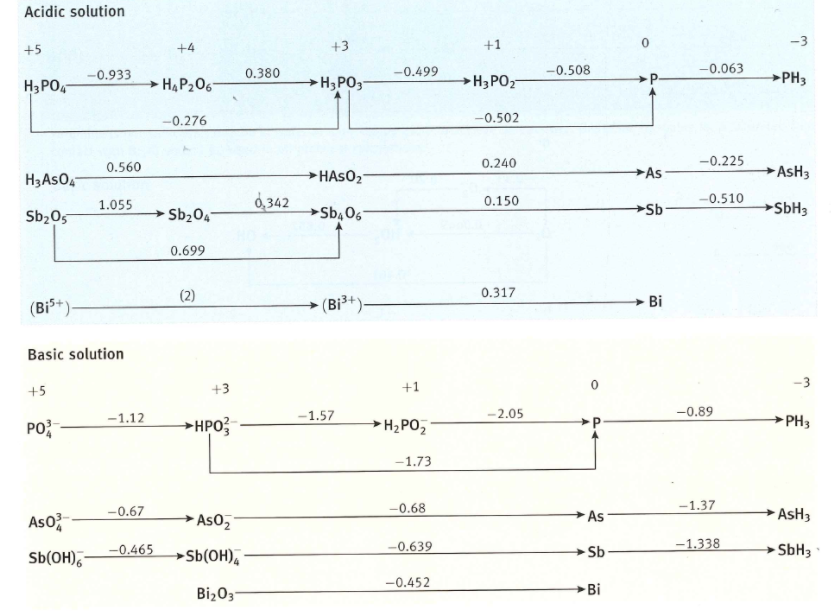 Acidic solution
+5 +4 +3 +1 0 −3
H₃PO₄ −0.933 H₄P₂O₆ 0.380 H₃PO₃ −0.499 H₃PO₂ −0.508 P −0.063 PH₃
−0.276 −0.502
H₃AsO₄ 0.560 HAsO₂ 0.240 As −0.225 AsH₃
Sb₂O₅ 1.055 Sb₂O₄ 0.342 Sb₄O₆ 0.150 Sb −0.510 SbH₃
0.699
(Bi⁵⁺) (2) (Bi³⁺) 0.317 Bi
Basic solution
+5 +3 +1 0 −3
PO₄³⁻ −1.12 HPO₃²⁻ −1.57 H₂PO₂⁻ −2.05 P −0.89 PH₃
−1.73
AsO₄³⁻ −0.67 AsO₂⁻ −0.68 As −1.37 AsH₃
Sb(OH)₆⁻ −0.465 Sb(OH)₄⁻ −0.639 Sb −1.338 SbH₃
Bi₂O₃ −0.452 Bi